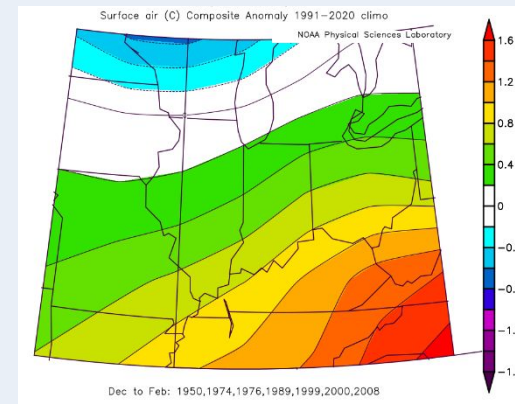 Surface air (C) Composite Anomaly 1991-2020 climo
NOAA Physical Sciences Laboratory
1.6
1.2
0.8
0.4
0
Dec to Feb: 1950,1974,1976,1989,1999,2000,2008